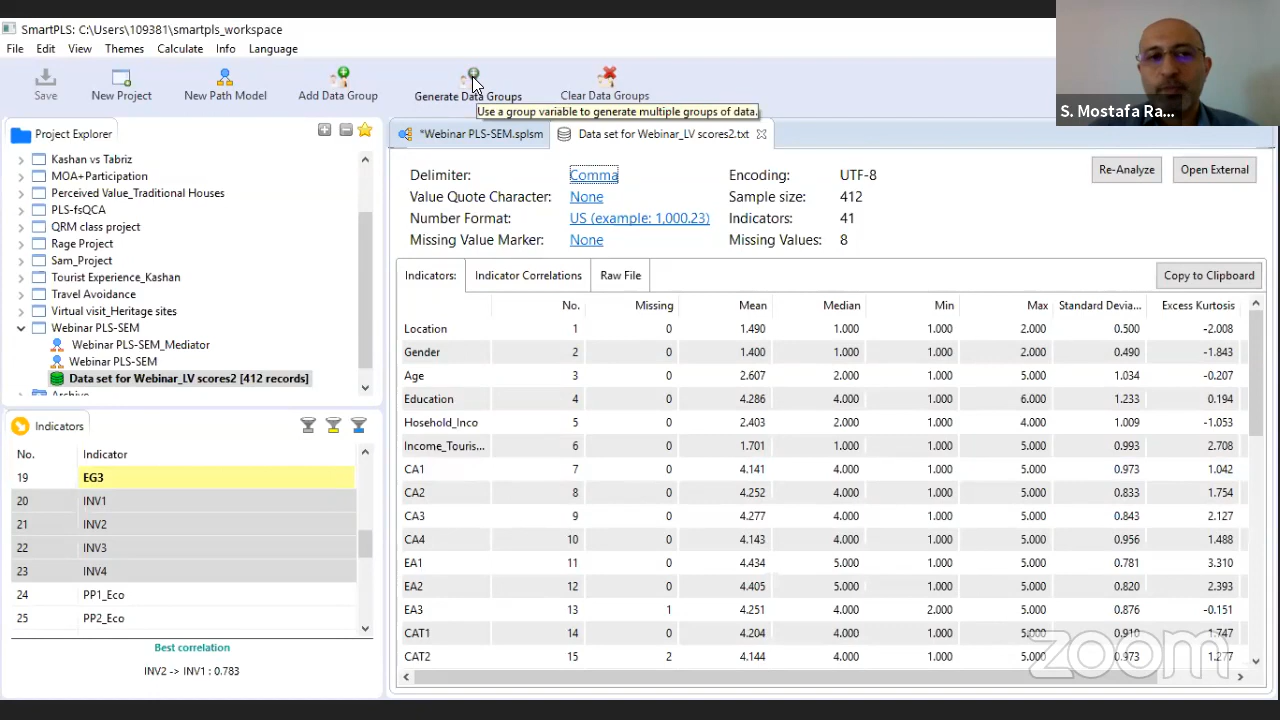 SmartPLS: C:\Users\109381\smartpls_workspace
File Edit View Themes Calculate Info Language
Save New Project New Path Model Add Data Group Generate Data Groups Clear Data Groups
Use a group variable to generate multiple groups of data.
S. Mostafa Ra...
Project Explorer
Kashan vs Tabriz
MOA+Participation
Perceived Value_Traditional Houses
PLS-fsQCA
QRM class project
Rage Project
Sam_Project
Tourist Experience_Kashan
Travel Avoidance
Virtual visit_Heritage sites
Webinar PLS-SEM
Webinar PLS-SEM_Mediator
Webinar PLS-SEM
Data set for Webinar_LV scores2 [412 records]
Archive
Indicators
No. Indicator
19 EG3
20 INV1
21 INV2
22 INV3
23 INV4
24 PP1_Eco
25 PP2_Eco
Best correlation
INV2 -> INV1 : 0.783
*Webinar PLS-SEM.splsm Data set for Webinar_LV scores2.txt
Delimiter: Comma Encoding: UTF-8
Value Quote Character: None Sample size: 412
Number Format: US (example: 1,000.23) Indicators: 41
Missing Value Marker: None Missing Values: 8
Re-Analyze Open External
Indicators: Indicator Correlations Raw File Copy to Clipboard
No. Missing Mean Median Min Max Standard Devia... Excess Kurtosis
Location 1 0 1.490 1.000 1.000 2.000 0.500 -2.008
Gender 2 0 1.400 1.000 1.000 2.000 0.490 -1.843
Age 3 0 2.607 2.000 1.000 5.000 1.034 -0.207
Education 4 0 4.286 4.000 1.000 6.000 1.233 0.194
Hosehold_Inco 5 0 2.403 2.000 1.000 4.000 1.009 -1.053
Income_Touris... 6 0 1.701 1.000 1.000 5.000 0.993 2.708
CA1 7 0 4.141 4.000 1.000 5.000 0.973 1.042
CA2 8 0 4.252 4.000 1.000 5.000 0.833 1.754
CA3 9 0 4.277 4.000 1.000 5.000 0.843 2.127
CA4 10 0 4.143 4.000 1.000 5.000 0.956 1.488
EA1 11 0 4.434 5.000 1.000 5.000 0.781 3.310
EA2 12 0 4.405 5.000 1.000 5.000 0.820 2.393
EA3 13 1 4.251 4.000 2.000 5.000 0.876 -0.151
CAT1 14 0 4.204 4.000 1.000 5.000 0.910 1.747
CAT2 15 2 4.144 4.000 1.000 5.000 0.973 1.277
zoom